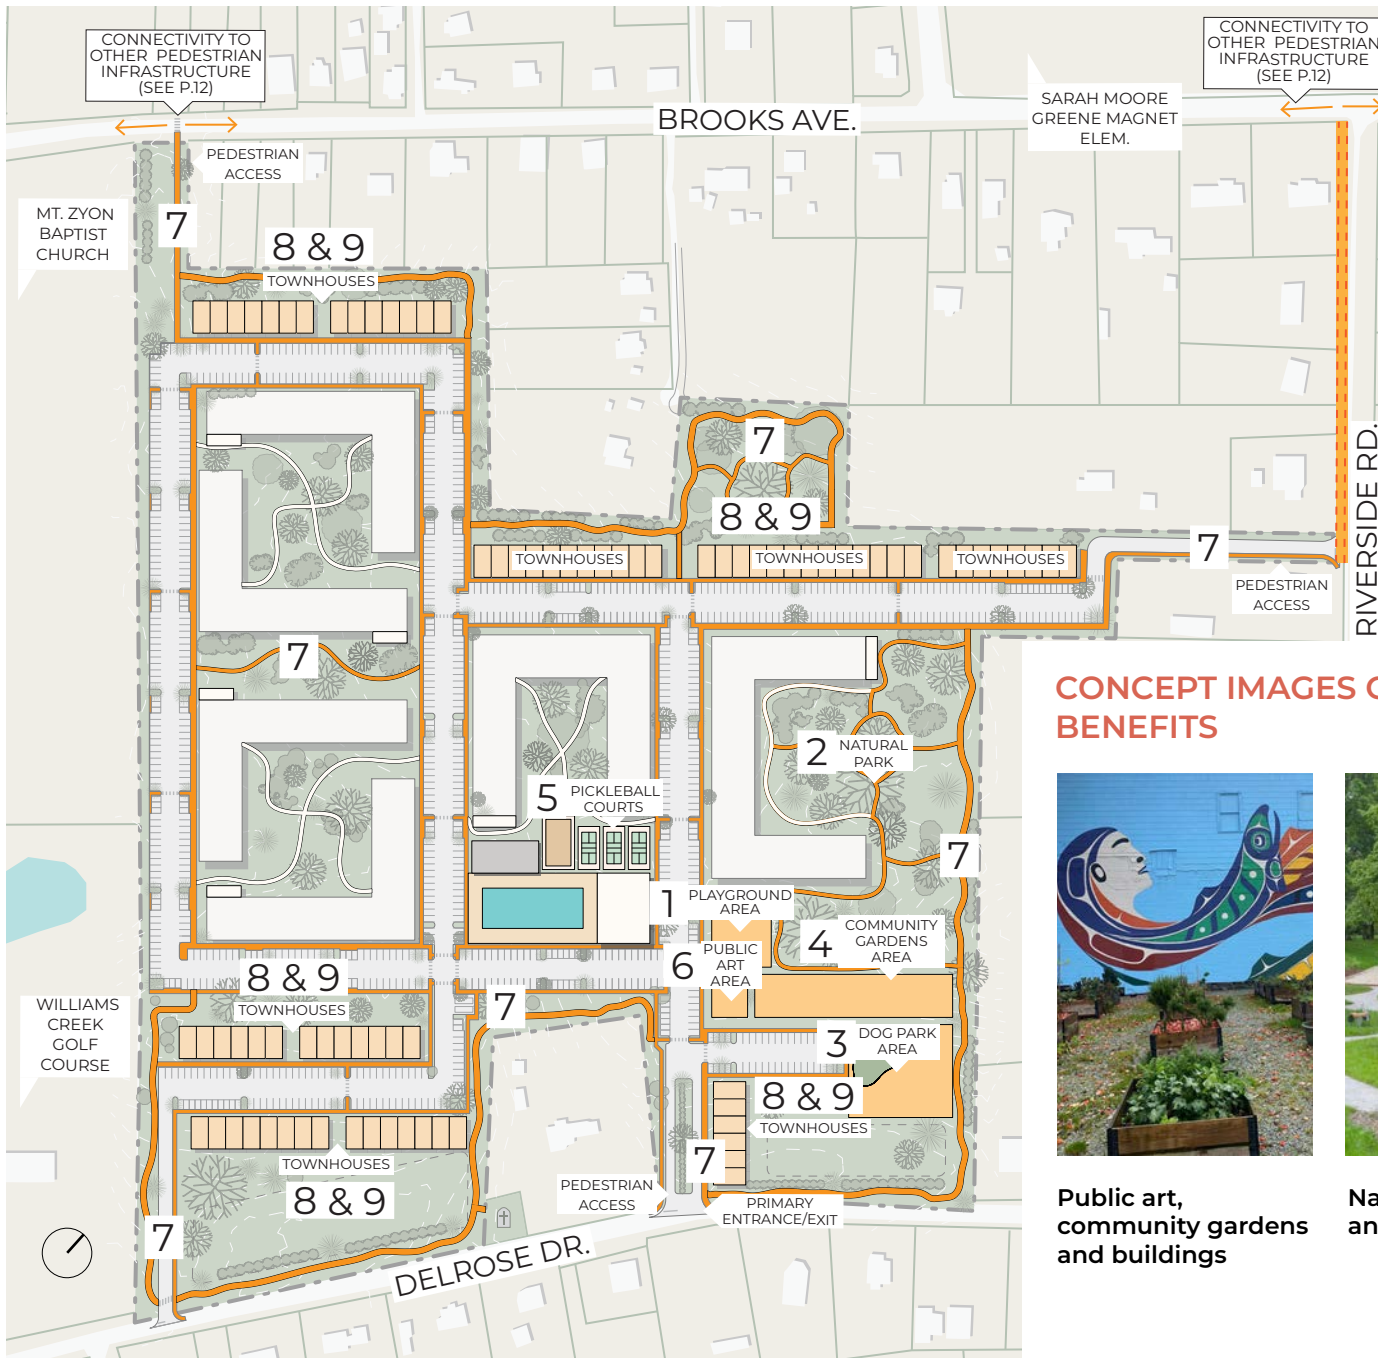 CONNECTIVITY TO
OTHER PEDESTRIAN
INFRASTRUCTURE
(SEE P.12)
CONNECTIVITY TO
OTHER PEDESTRIAN
INFRASTRUCTURE
(SEE P.12)
BROOKS AVE.
SARAH MOORE
GREENE MAGNET
ELEM.
PEDESTRIAN
ACCESS
MT. ZYON
BAPTIST
CHURCH
7
8 & 9
TOWNHOUSES
7
8 & 9
TOWNHOUSES
TOWNHOUSES
TOWNHOUSES
7
PEDESTRIAN
ACCESS
RIVERSIDE RD.
7
2
NATURAL
PARK
5
PICKLEBALL
COURTS
7
1
PLAYGROUND
AREA
4
COMMUNITY
GARDENS
AREA
6
PUBLIC
ART
AREA
8 & 9
TOWNHOUSES
7
WILLIAMS
CREEK
GOLF
COURSE
3
DOG PARK
AREA
8 & 9
TOWNHOUSES
7
TOWNHOUSES
8 & 9
7
PEDESTRIAN
ACCESS
PRIMARY
ENTRANCE/EXIT
DELROSE DR.
CONCEPT IMAGES
BENEFITS
Public art,
community gardens
and buildings
Na
an